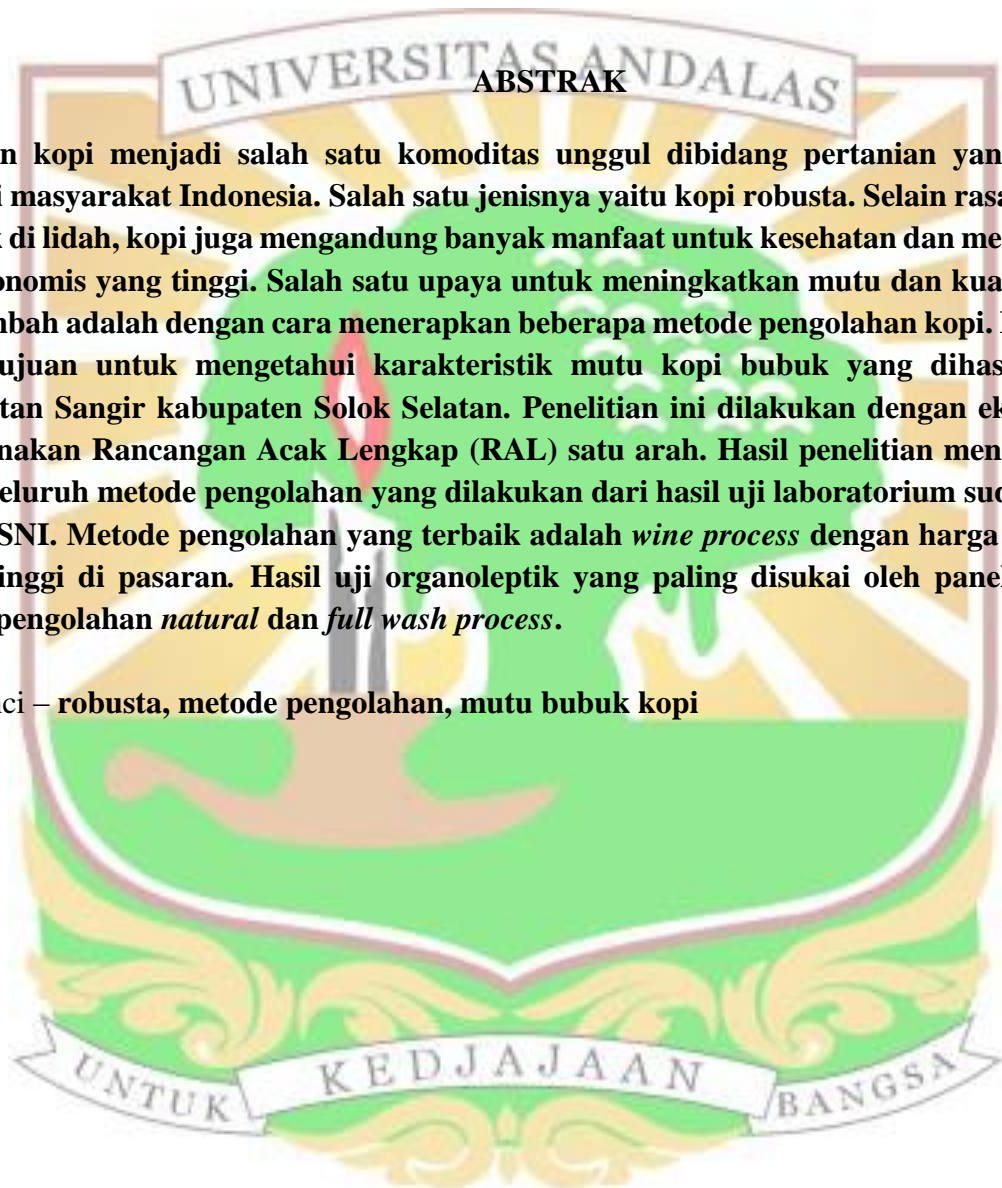 UNIVERSITAS ANDALAS
ABSTRAK
n kopi menjadi salah satu komoditas unggul dibidang pertanian yan
i masyarakat Indonesia. Salah satu jenisnya yaitu kopi robusta. Selain rasa
k di lidah, kopi juga mengandung banyak manfaat untuk kesehatan dan me
onomis yang tinggi. Salah satu upaya untuk meningkatkan mutu dan kua
mbah adalah dengan cara menerapkan beberapa metode pengolahan kopi.
ujuan untuk mengetahui karakteristik mutu kopi bubuk yang dihas
tan Sangir kabupaten Solok Selatan. Penelitian ini dilakukan dengan ek
nakan Rancangan Acak Lengkap (RAL) satu arah. Hasil penelitian men
eluruh metode pengolahan yang dilakukan dari hasil uji laboratorium sud
SNI. Metode pengolahan yang terbaik adalah wine process dengan harga
inggi di pasaran. Hasil uji organoleptik yang paling disukai oleh panel
pengolahan natural dan full wash process.
ci – robusta, metode pengolahan, mutu bubuk kopi
UNTUK KEDJAJAAN BANGSA